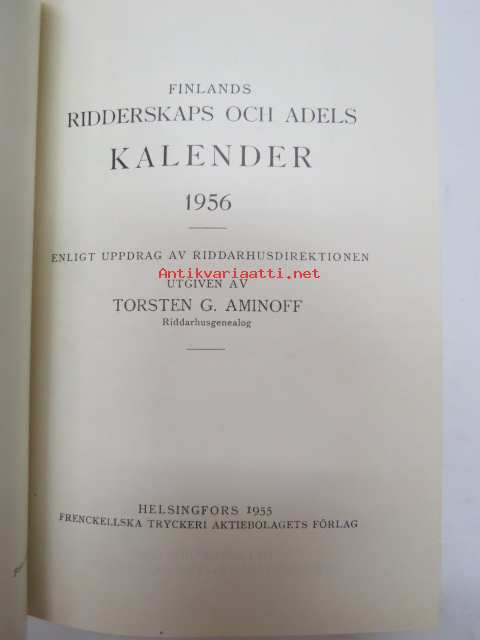 FINLANDS
RIDDERSKAPS OCH ADELS
KALENDER
1956
ENLIGT UPPDRAG AV RIDDARHUSDIREKTIONEN
Antikvariaatti.net
UTGIVEN AV
TORSTEN G. AMINOFF
Riddarhusgenealog
HELSINGFORS 1955
FRENCKELLSKA TRYCKERI AKTIEBOLAGETS FÖRLAG